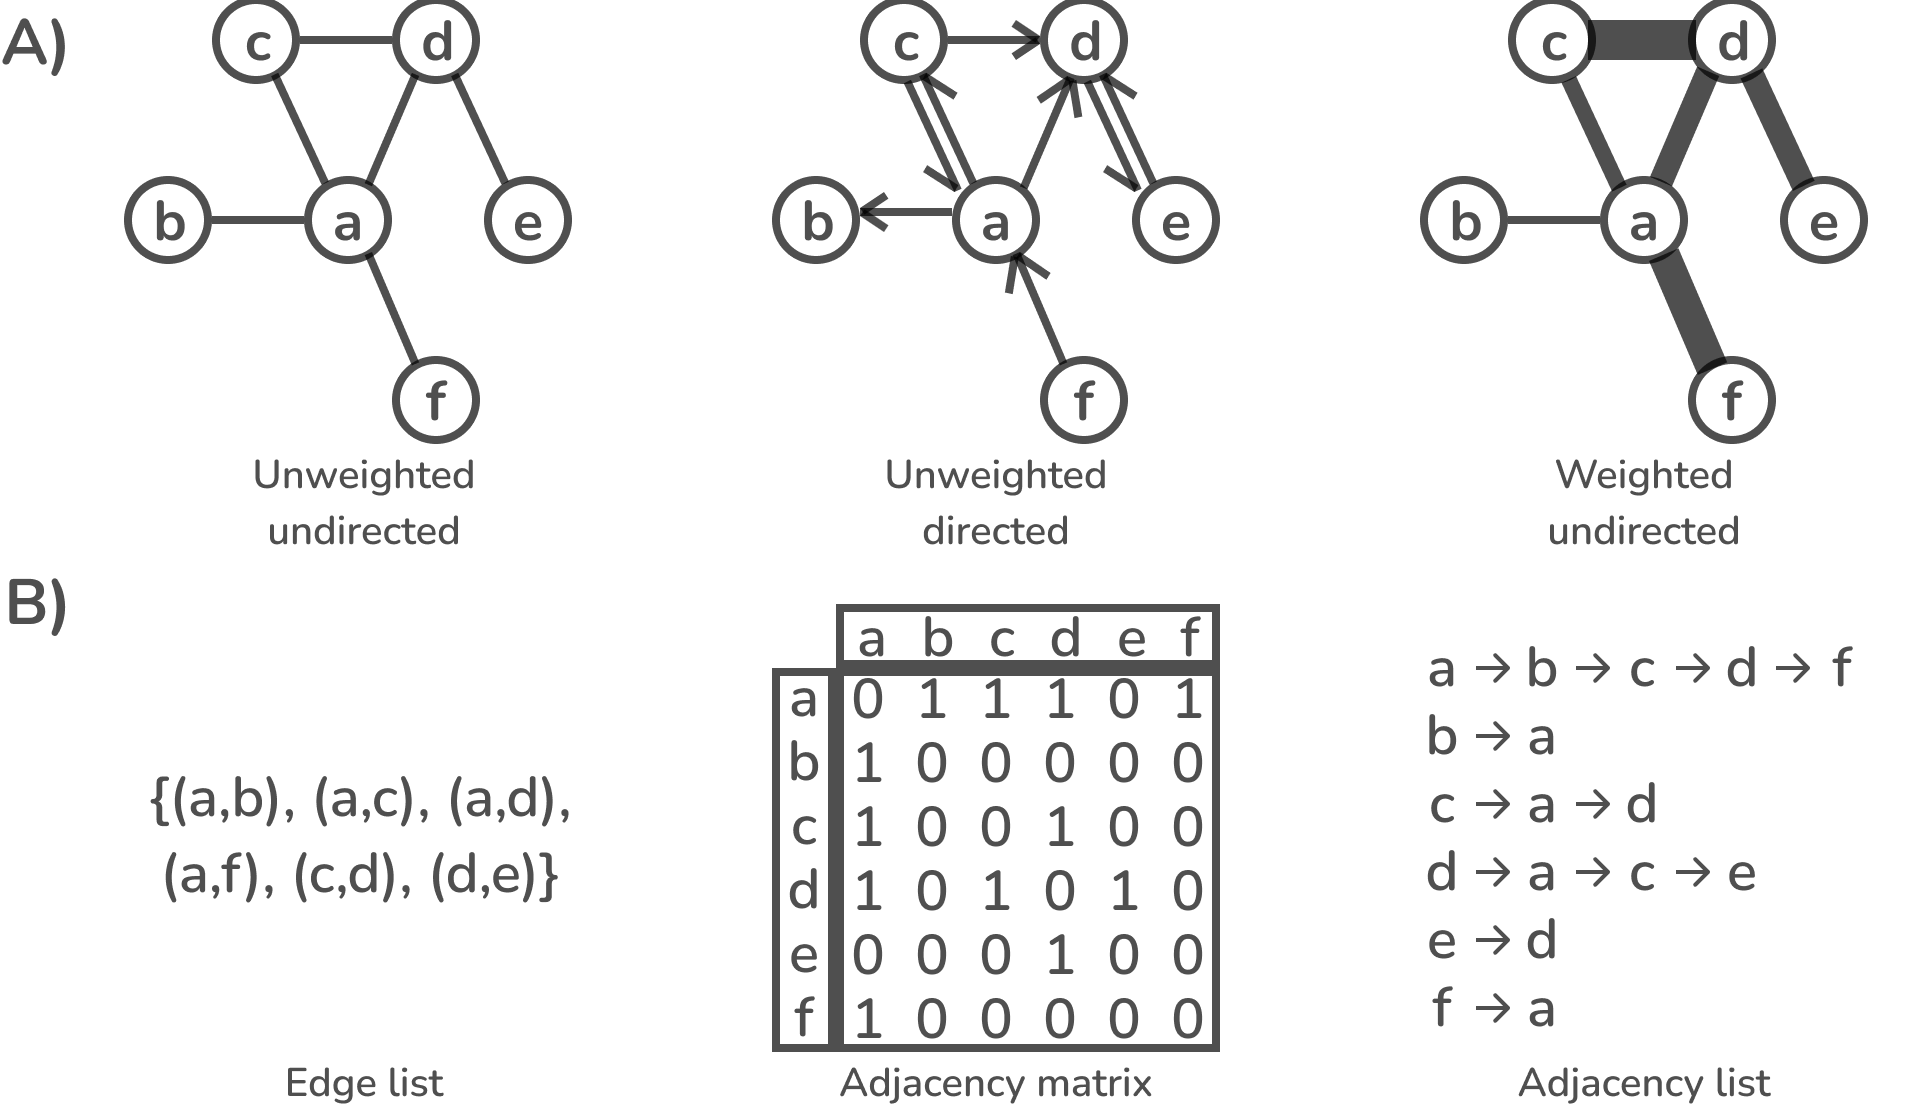 A)
c d
b a e
f
Unweighted
undirected
c d
b a e
f
Unweighted
directed
c d
b a e
f
Weighted
undirected
B)
{(a,b), (a,c), (a,d),
(a,f), (c,d), (d,e)}
Edge list
a b c d e f
a 0 1 1 1 0 1
b 1 0 0 0 0 0
c 1 0 0 1 0 0
d 1 0 1 0 1 0
e 0 0 0 1 0 0
f 1 0 0 0 0 0
Adjacency matrix
a → b → c → d → f
b → a
c → a → d
d → a → c → e
e → d
f → a
Adjacency list